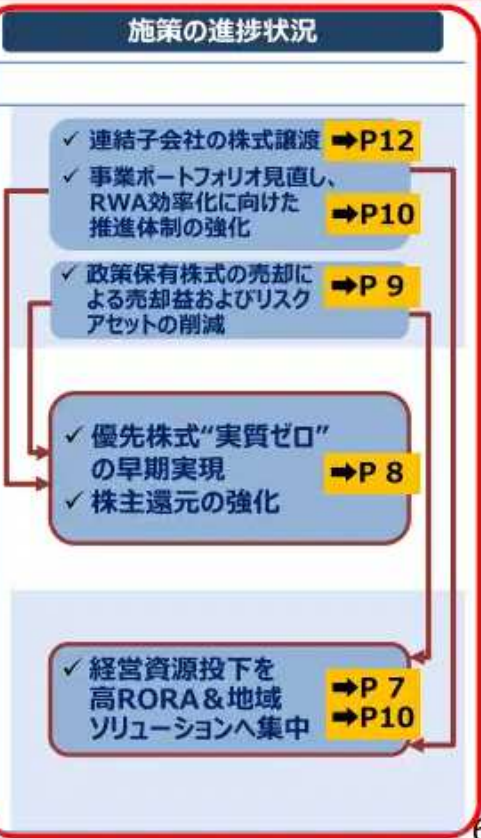 施策の進捗状況
✓ 連結子会社の株式譲渡 ➡P12
✓ 事業ポートフォリオ見直し、
RWA効率化に向けた
推進体制の強化
➡P10
✓ 政策保有株式の売却に
よる売却益およびリスク
アセットの削減
➡P 9
✓ 優先株式“実質ゼロ”
の早期実現
✓ 株主還元の強化
➡P 8
✓ 経営資源投下を
高RORA&地域
ソリューションへ集中
➡P 7
➡P10
6